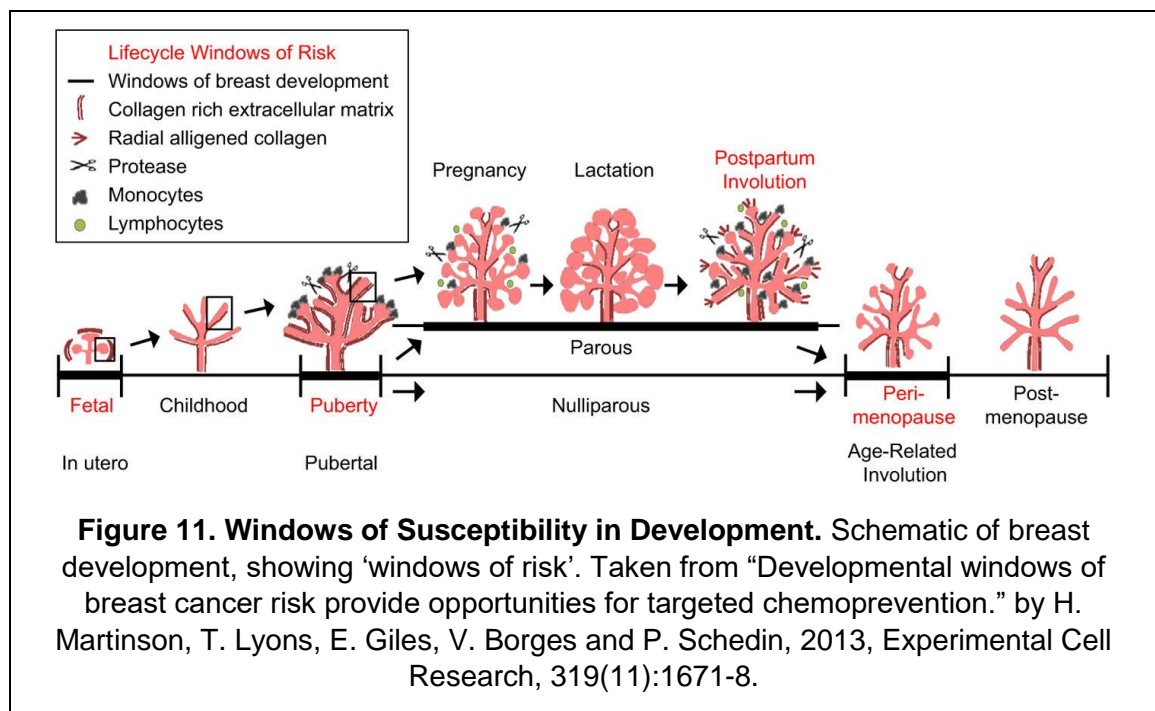 Lifecycle Windows of Risk
Windows of breast development
Collagen rich extracellular matrix
Radial alligened collagen
Protease
Monocytes
Lymphocytes
Pregnancy
Lactation
Postpartum
Involution
Parous
Fetal
Childhood
Puberty
Nulliparous
Peri-
menopause
Post-
menopause
In utero
Pubertal
Age-Related
Involution
Figure 11. Windows of Susceptibility in Development. Schematic of breast
development, showing ‘windows of risk’. Taken from “Developmental windows of
breast cancer risk provide opportunities for targeted chemoprevention.” by H.
Martinson, T. Lyons, E. Giles, V. Borges and P. Schedin, 2013, Experimental Cell
Research, 319(11):1671-8.